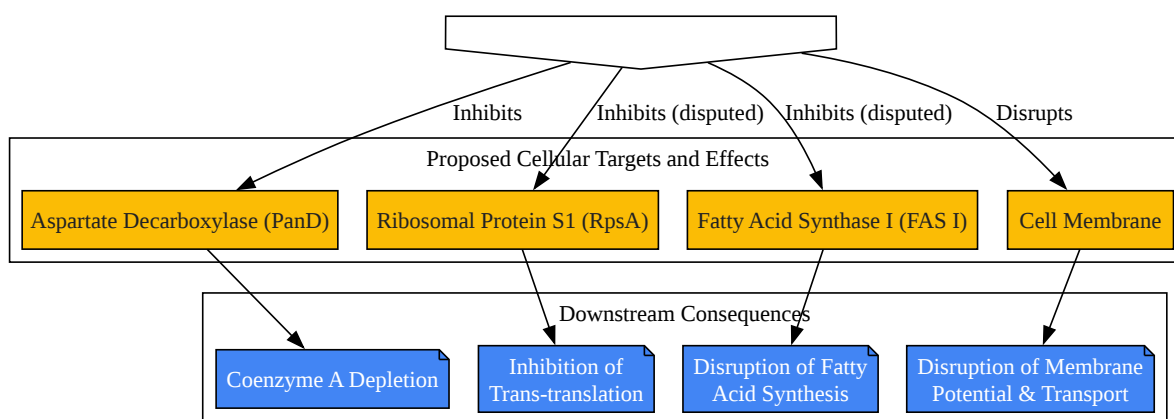 Inhibits
Inhibits (disputed)
Inhibits (disputed)
Disrupts
Proposed Cellular Targets and Effects
Aspartate Decarboxylase (PanD)
Ribosomal Protein S1 (RpsA)
Fatty Acid Synthase I (FAS I)
Cell Membrane
Downstream Consequences
Coenzyme A Depletion
Inhibition of
Trans-translation
Disruption of Fatty
Acid Synthesis
Disruption of Membrane
Potential & Transport